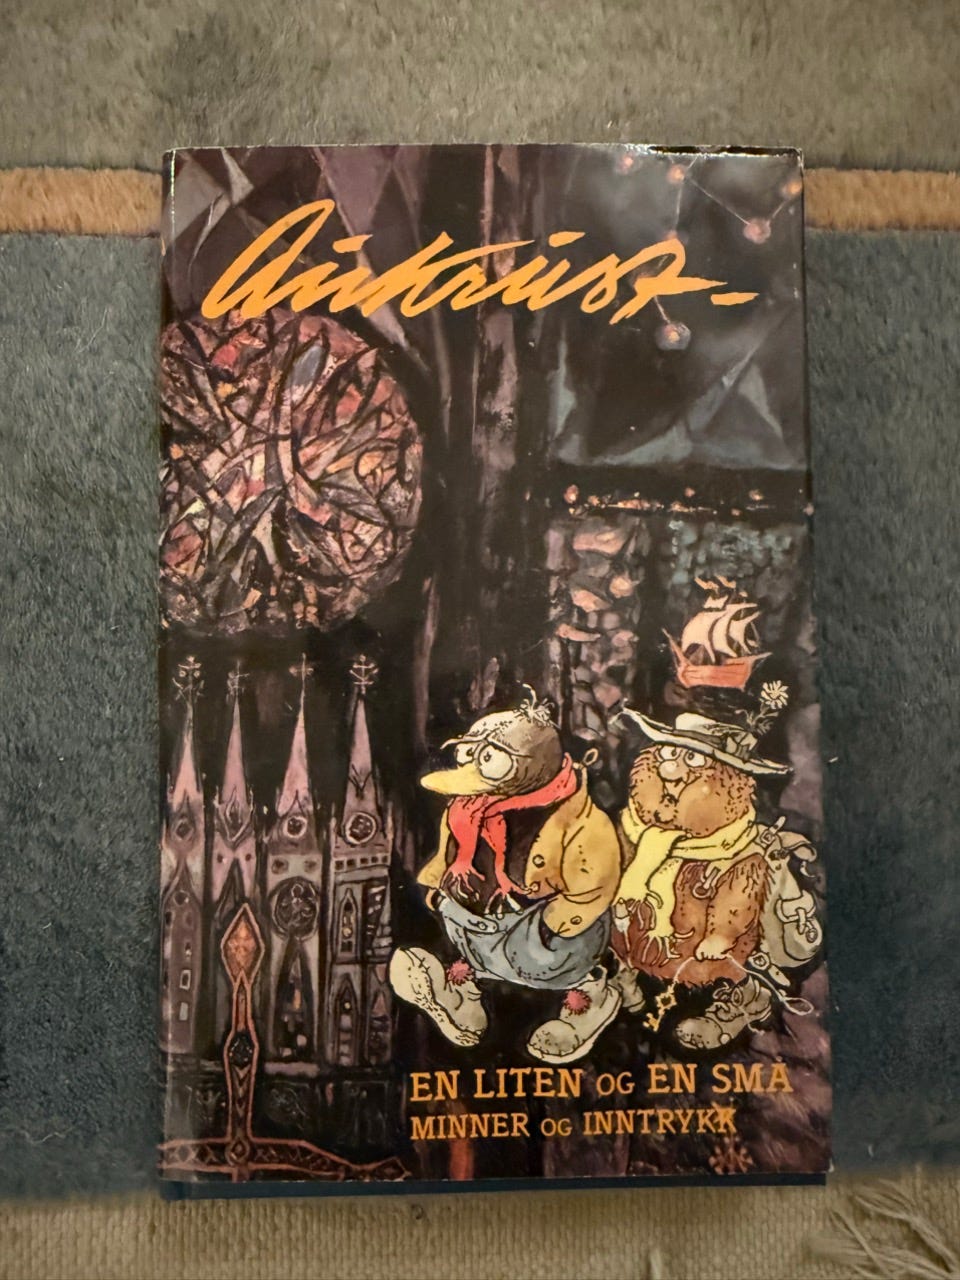 Aukrust
EN LITEN OG EN SMÅ
MINNER OG INNTRYKK